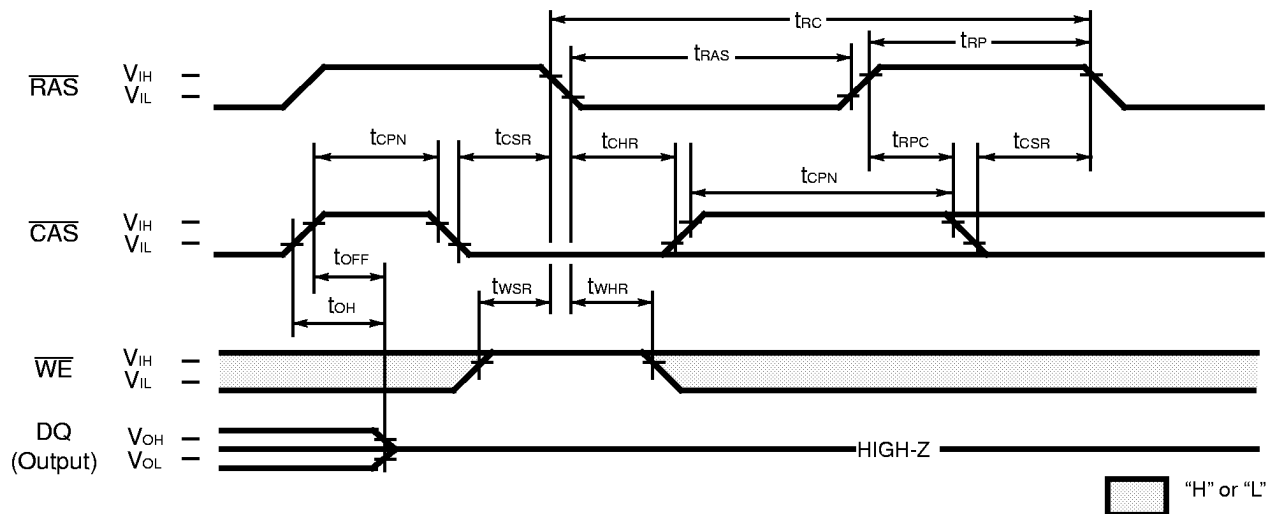 tRC
tRAS
tRP
RAS
VIH
VIL
tCPN
tCSR
tCHR
tRPC
tCSR
tCPN
CAS
VIH
VIL
tOFF
tOH
tWSR
tWHR
WE
VIH
VIL
DQ
(Output)
VOH
VOL
HIGH-Z
“H” or “L”